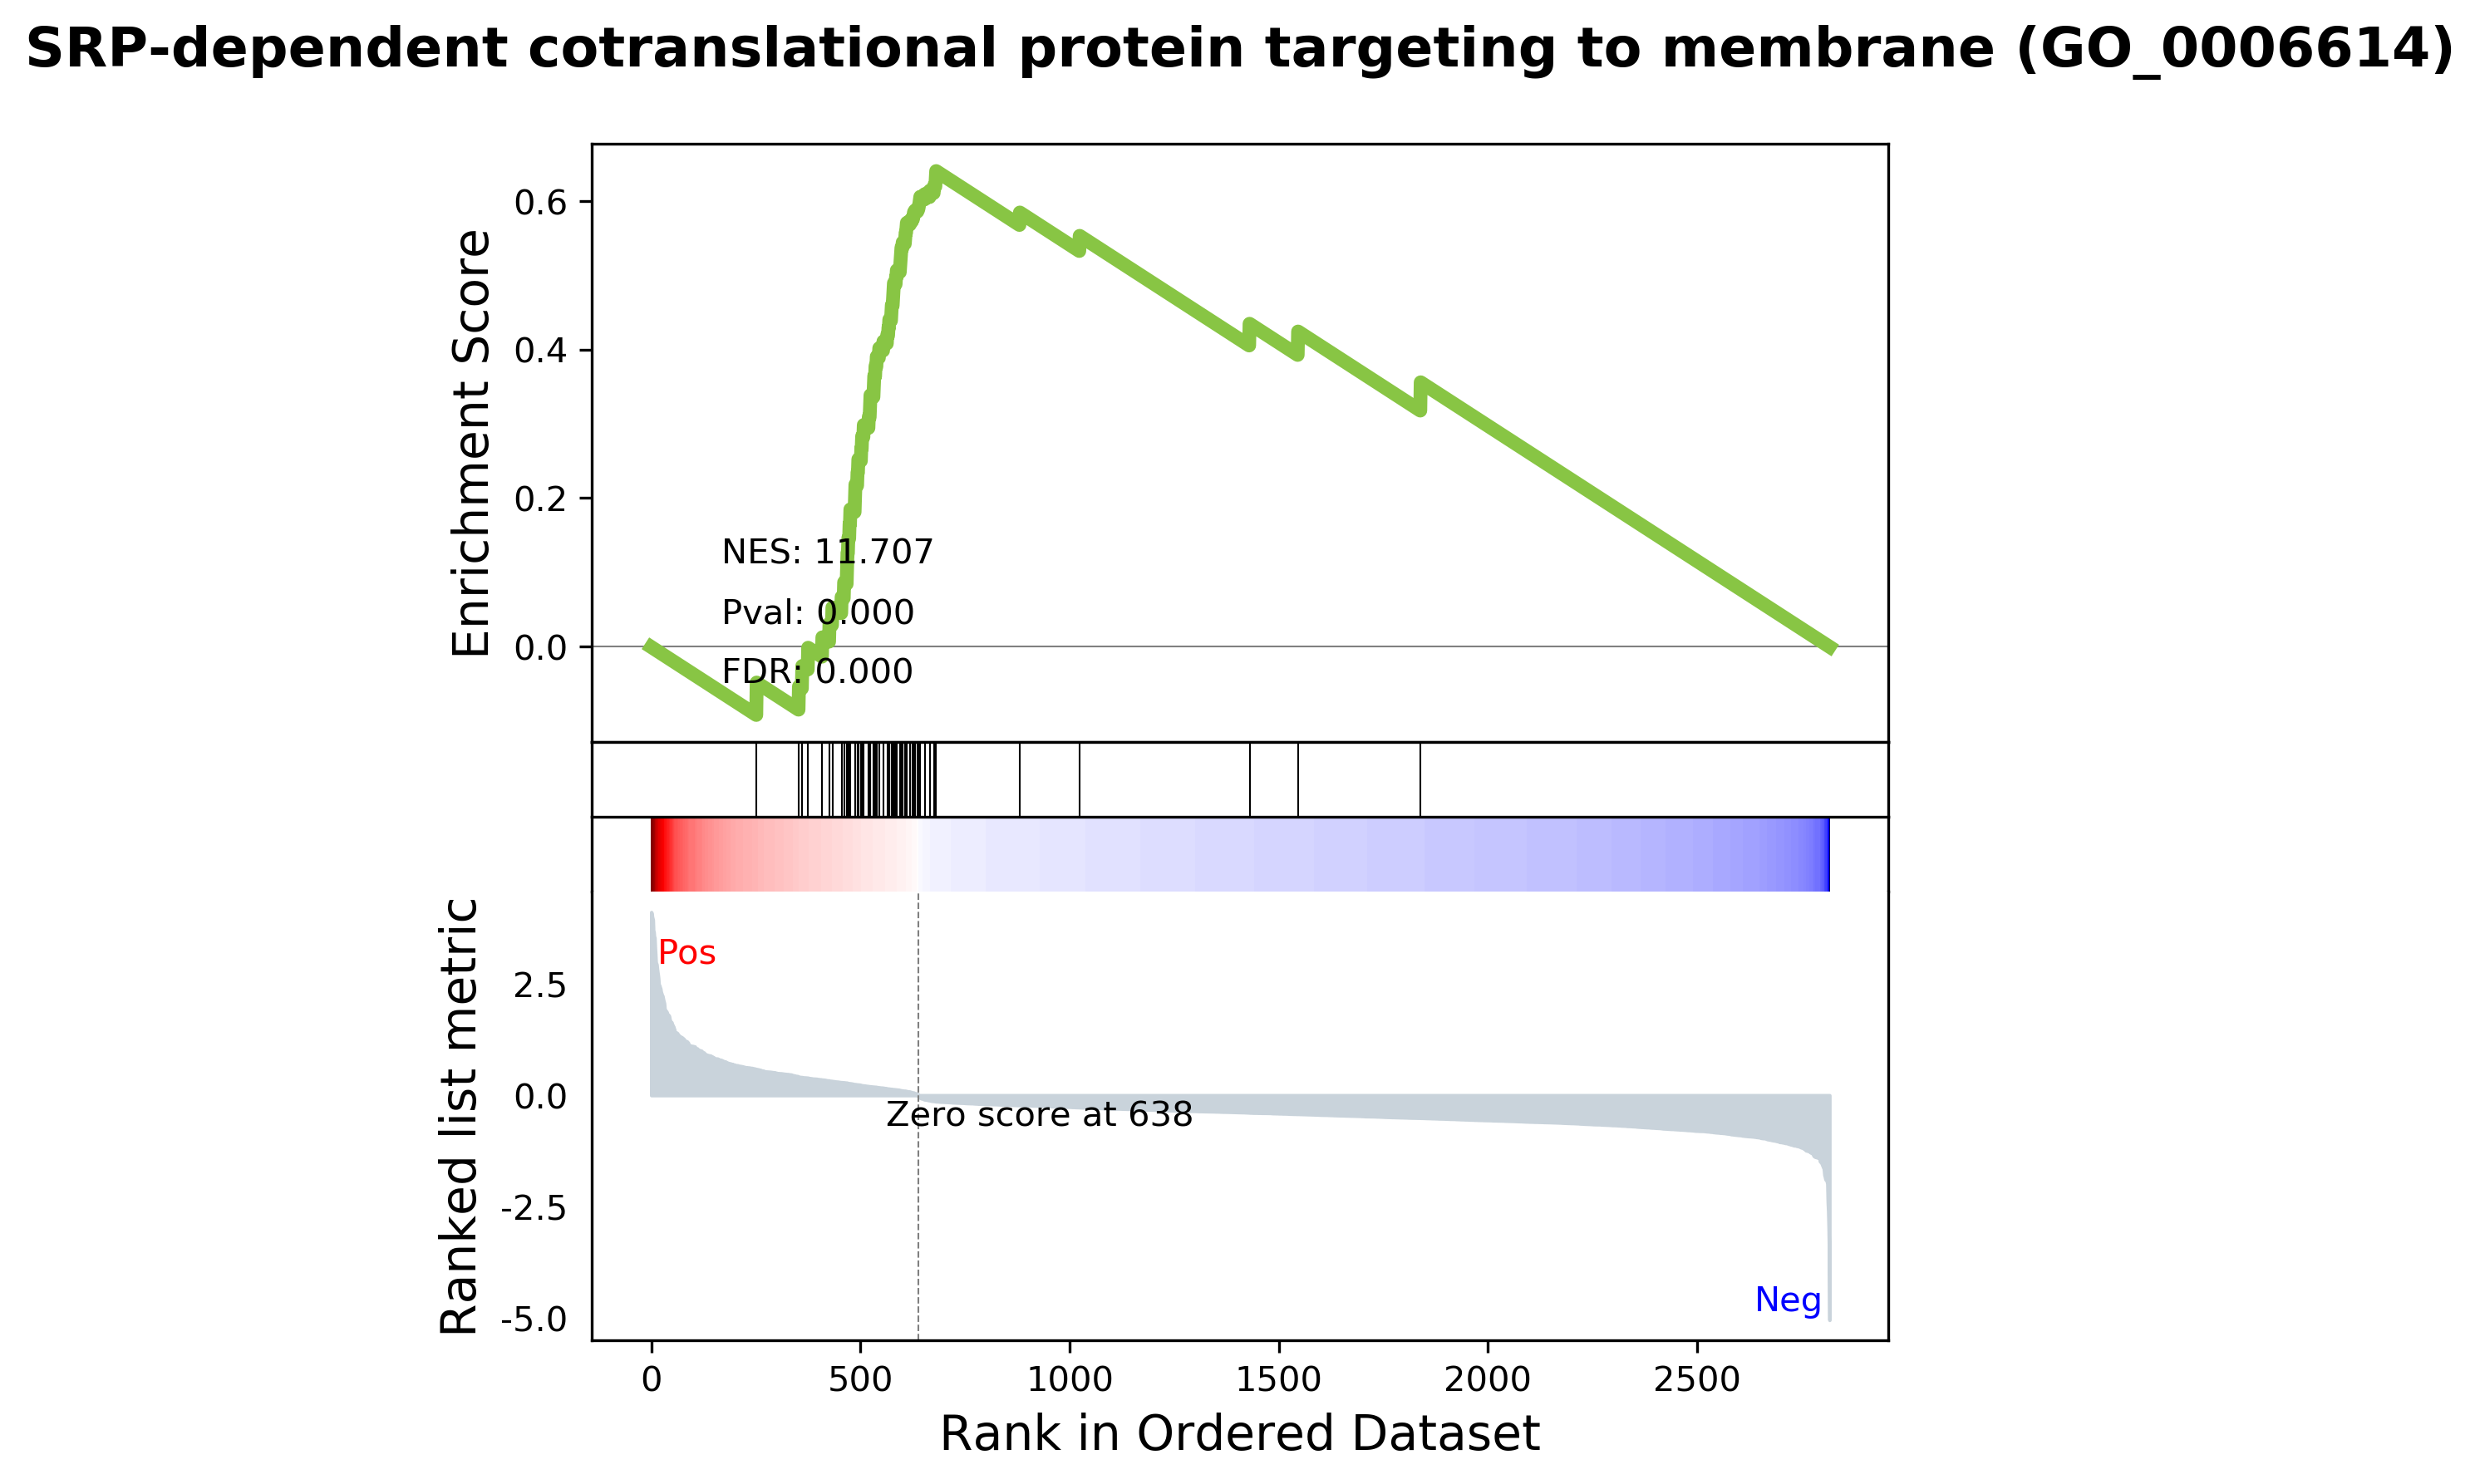 SRP-dependent cotranslational protein targeting to membrane (GO_0006614)
Enrichment Score
0.6
0.4
0.2
0.0
NES: 11.707
Pval: 0.000
FDR: 0.000
Ranked list metric
2.5
0.0
-2.5
-5.0
Pos
Zero score at 638
Neg
0 500 1000 1500 2000 2500
Rank in Ordered Dataset